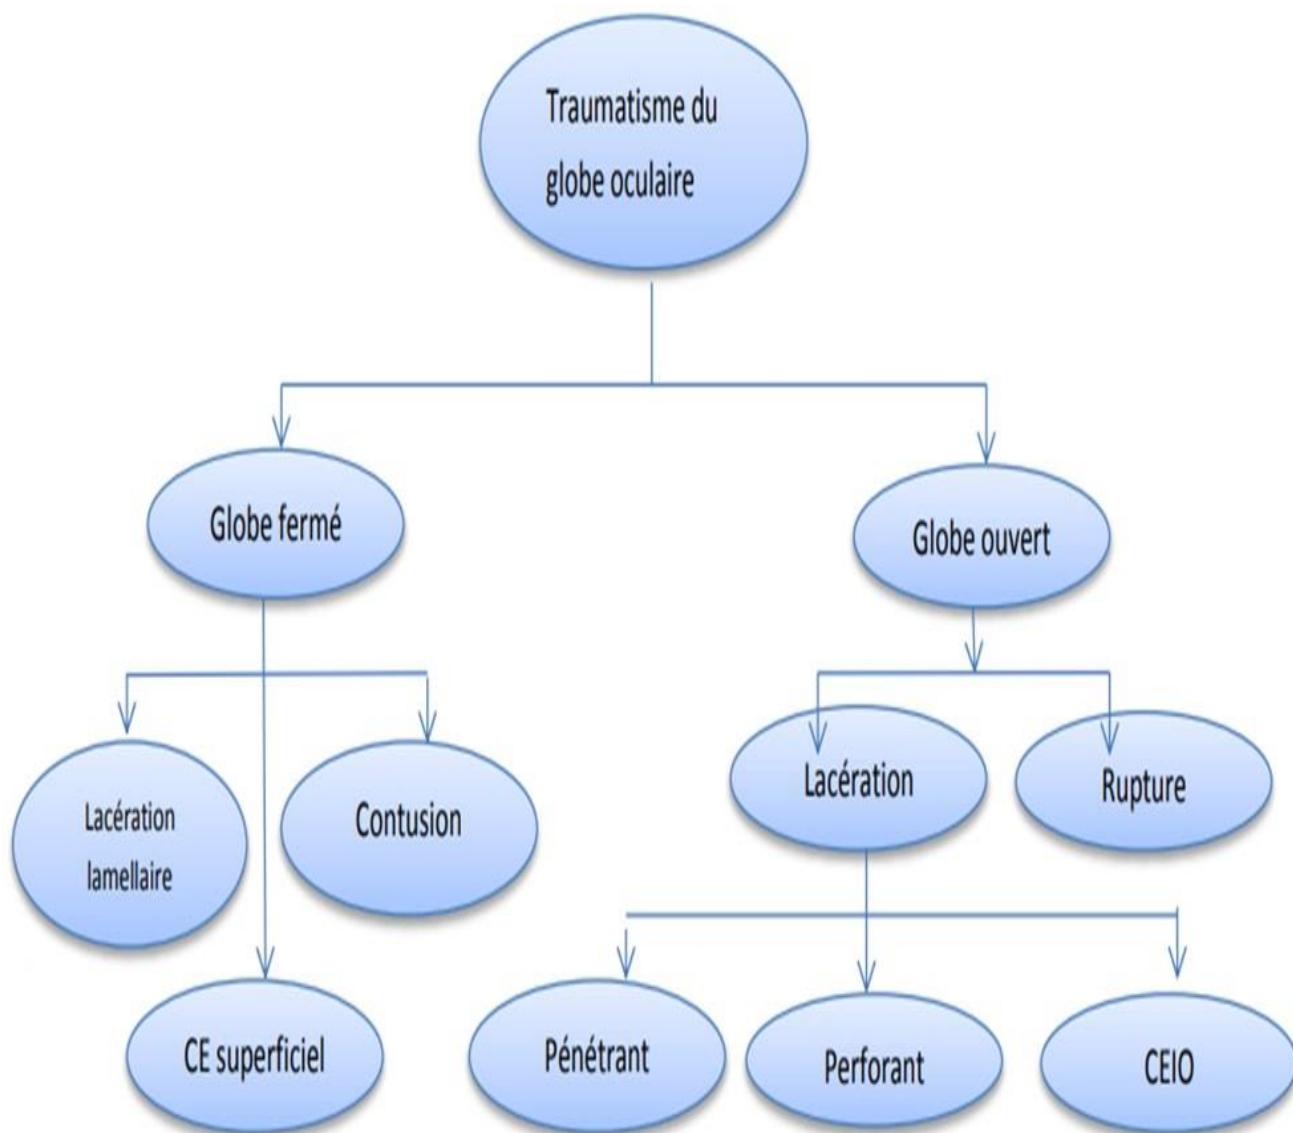 Traumatisme du
globe oculaire
Globe fermé
Globe ouvert
Lacération
lamellaire
Contusion
Lacération
Rupture
CE superficiel
Pénétrant
Perforant
CEIO